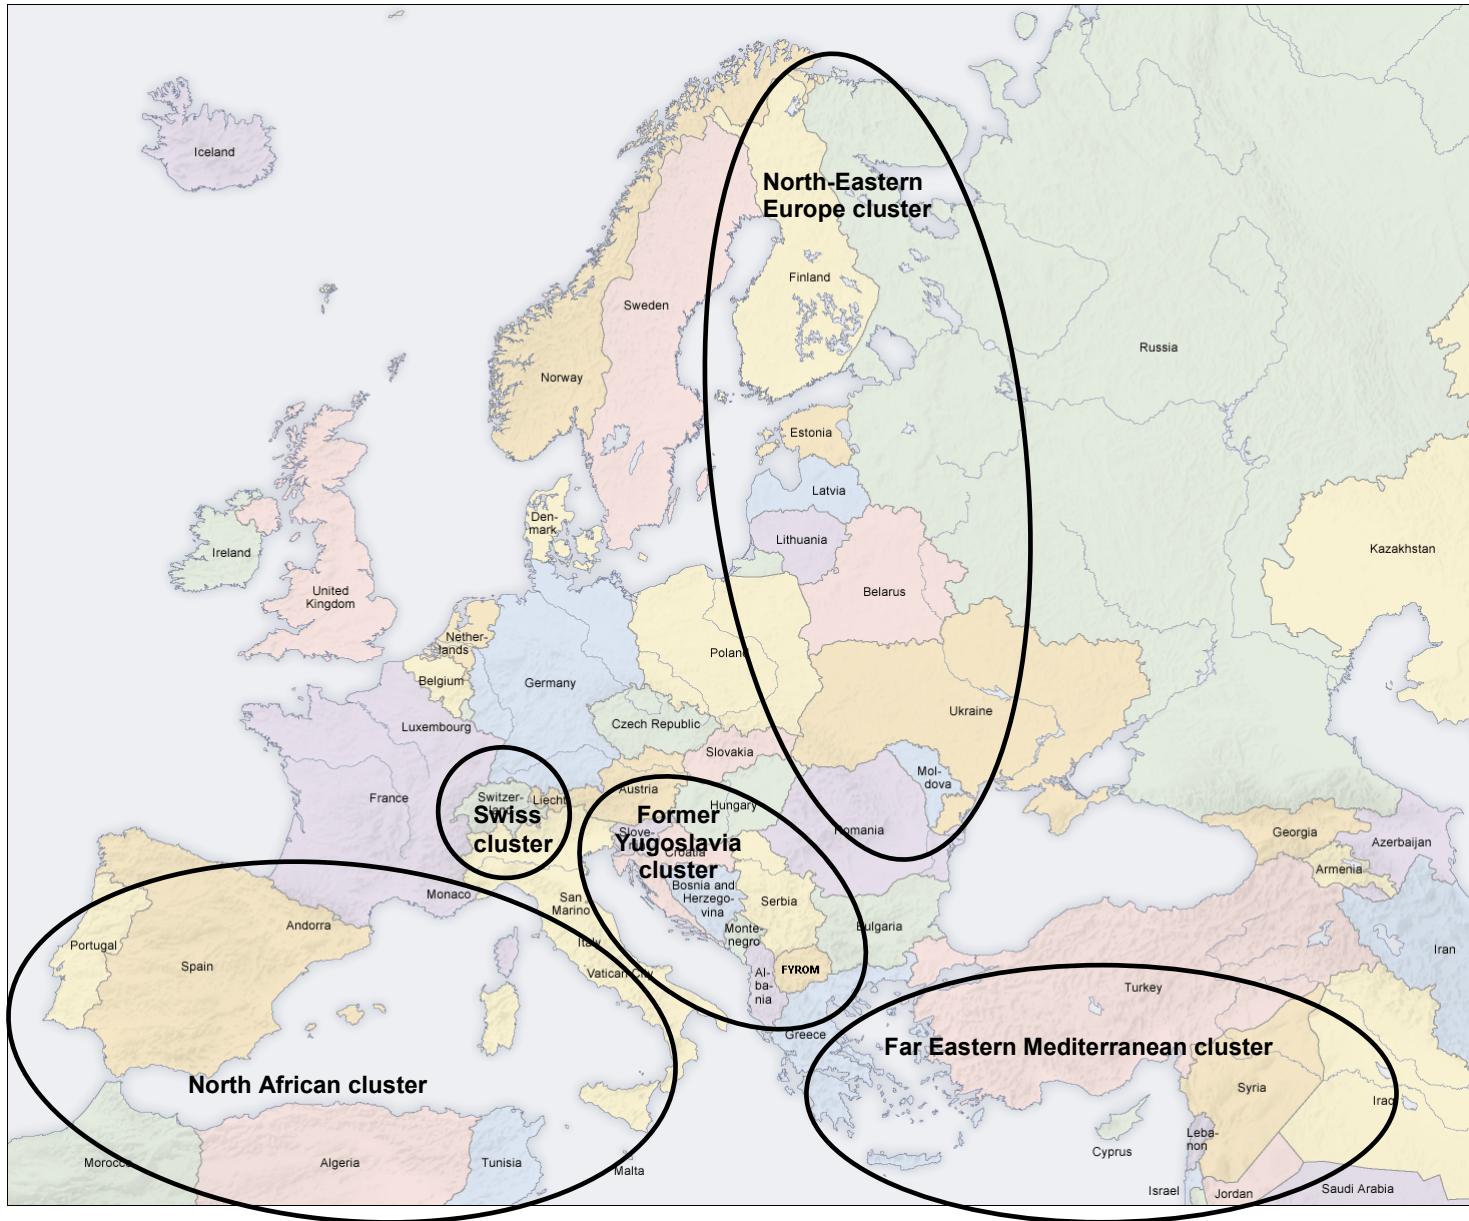 Iceland
North-Eastern
Europe cluster
Finland
Sweden
Russia
Norway
Estonia
Latvia
Den-
mark
Lithuania
Ireland
Kazakhstan
United
Kingdom
Belarus
Nether-
lands
Poland
Belgium
Germany
Ukraine
Luxembourg
Czech Republic
Slovakia
Mol-
dova
France
Switzer-
Liecht
Austria
Hungary
Swiss
cluster
Former
Yugoslavia
cluster
Slove-
Croatia
Romania
Georgia
Azerbaijan
Armenia
Monaco
San
Marino
Bosnia and
Herzego-
vina
Serbia
Andorra
Portugal
Spain
Italy
Monte-
negro
Bulgaria
Iran
Vatican City
Al-
ba-
nia
FYROM
Turkey
Greece
Far Eastern Mediterranean cluster
North African cluster
Syria
Iraq
Morocco
Algeria
Tunisia
Malta
Cyprus
Leba-
non
Israel
Jordan
Saudi Arabia